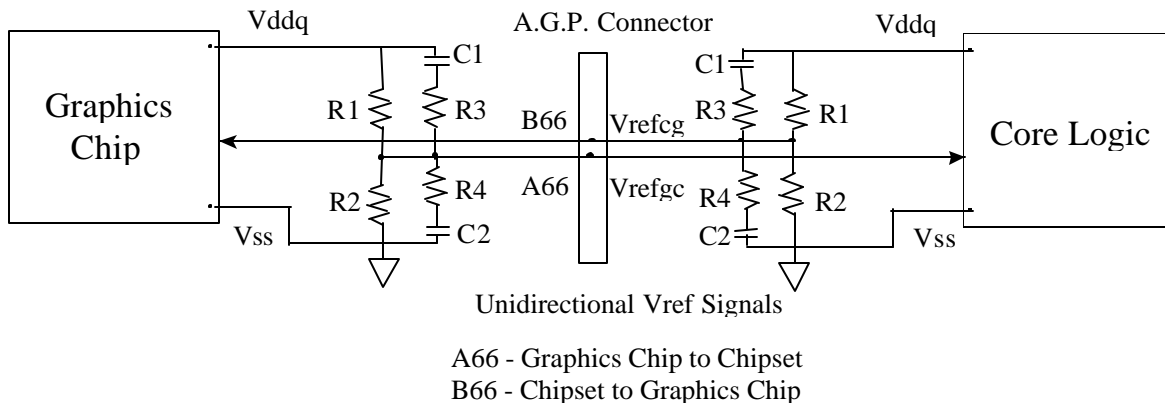 Vddq
A.G.P. Connector
Vddq
C1
C1
Graphics
Chip
R1
R3
B66
Vrefcg
R3
R1
Core Logic
R2
R4
A66
Vrefgc
R4
R2
Vss
C2
C2
Vss
Unidirectional Vref Signals
A66 - Graphics Chip to Chipset
B66 - Chipset to Graphics Chip